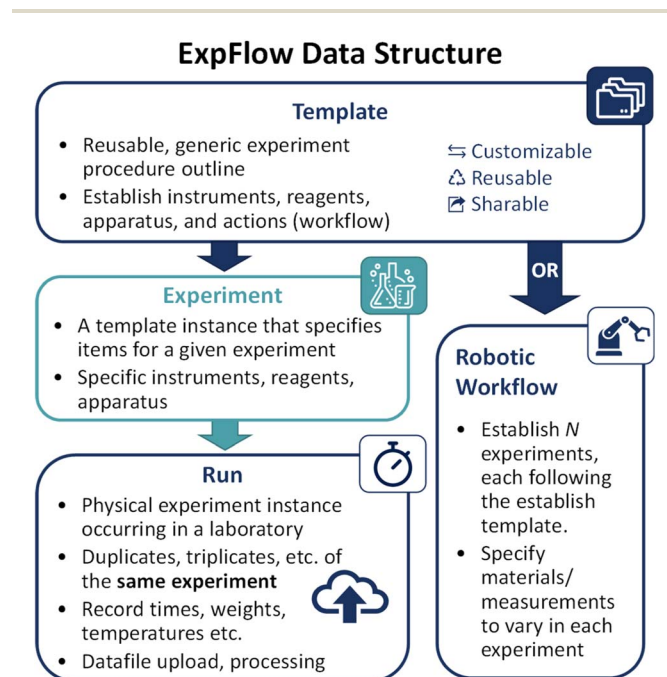 ExpFlow Data Structure
Template
• Reusable, generic experiment
procedure outline
• Establish instruments, reagents,
apparatus, and actions (workflow)
⇆ Customizable
♺ Reusable
Sharable
OR
Experiment
• A template instance that specifies
items for a given experiment
• Specific instruments, reagents,
apparatus
Run
• Physical experiment instance
occurring in a laboratory
• Duplicates, triplicates, etc. of
the same experiment
• Record times, weights,
temperatures etc.
• Datafile upload, processing
Robotic
Workflow
• Establish N
experiments,
each following
the establish
template.
• Specify
materials/
measurements
to vary in each
experiment